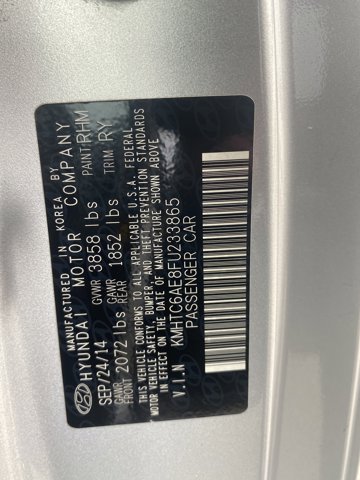 MANUFACTURED IN KOREA BY
HYUNDAI MOTOR COMPANY
SEP/24/14 GVWR 3858 lbs PAINT:RHM
GAWR FRONT 2072 lbs GAWR REAR 1852 lbs TRIM RY
THIS VEHICLE CONFORMS TO ALL APPLICABLE U.S.A. FEDERAL
MOTOR VEHICLE SAFETY, BUMPER, AND THEFT PREVENTION STANDARDS
IN EFFECT ON THE DATE OF MANUFACTURE SHOWN ABOVE
KMHTC6AE8FU233865
PASSENGER CAR
V.I.N